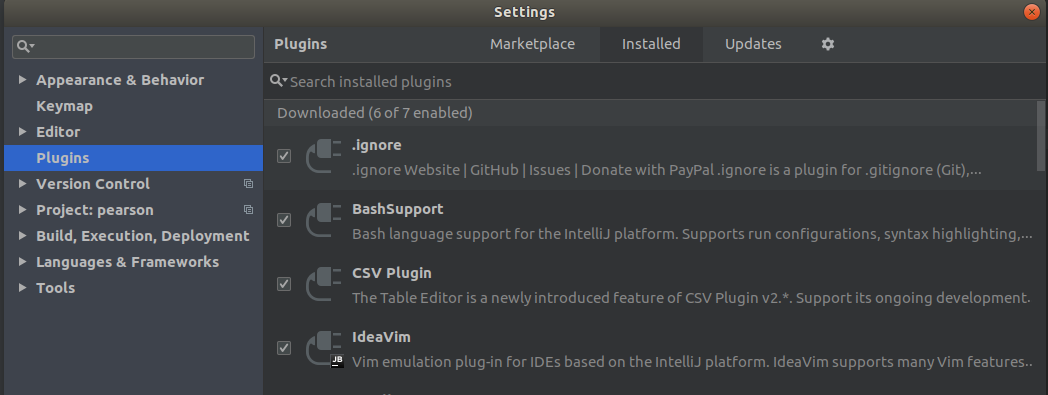 Settings
Plugins Marketplace Installed Updates
Search installed plugins
Appearance & Behavior
Keymap
Editor
Plugins
Version Control
Project: pearson
Build, Execution, Deployment
Languages & Frameworks
Tools
Downloaded (6 of 7 enabled)
.ignore
.ignore Website | GitHub | Issues | Donate with PayPal .ignore is a plugin for .gitignore (Git),...
BashSupport
Bash language support for the IntelliJ platform. Supports run configurations, syntax highlighting,...
CSV Plugin
The Table Editor is a newly introduced feature of CSV Plugin v2.*. Support its ongoing development.
IdeaVim
JB
Vim emulation plug-in for IDEs based on the IntelliJ platform. IdeaVim supports many Vim features..